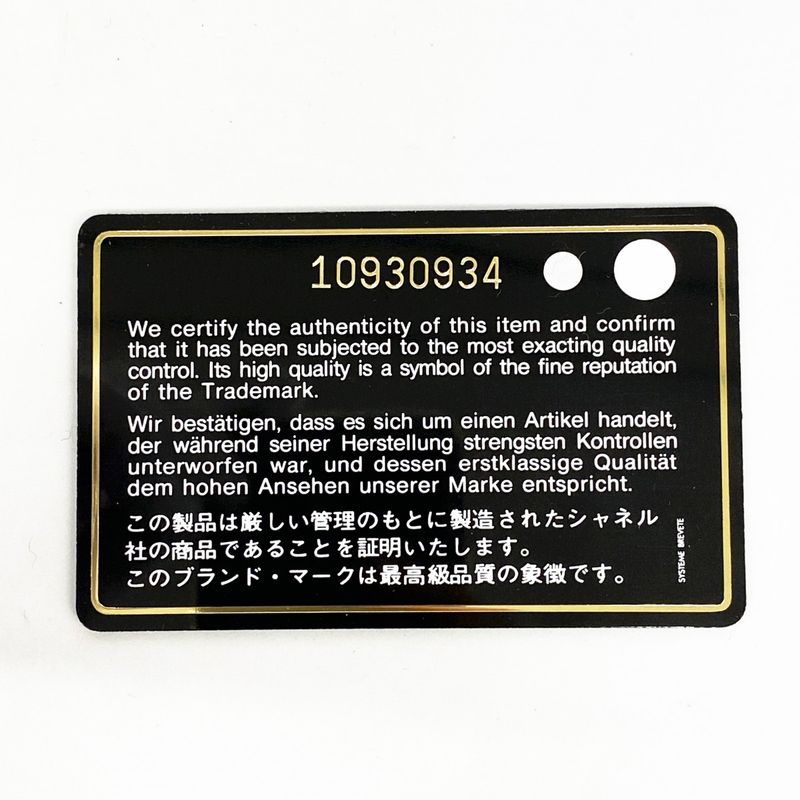 10930934
We certify the authenticity of this item and confirm
that it has been subjected to the most exacting quality
control. Its high quality is a symbol of the fine reputation
of the Trademark.
Wir bestätigen, dass es sich um einen Artikel handelt,
der während seiner Herstellung strengsten Kontrollen
unterworfen war, und dessen erstklassige Qualität
dem hohen Ansehen unserer Marke entspricht.
この製品は厳しい管理のもとに製造されたシャネル
社の商品であることを証明いたします。
このブランド・マークは最高級品質の象徴です。
SYSTEME BREVETE